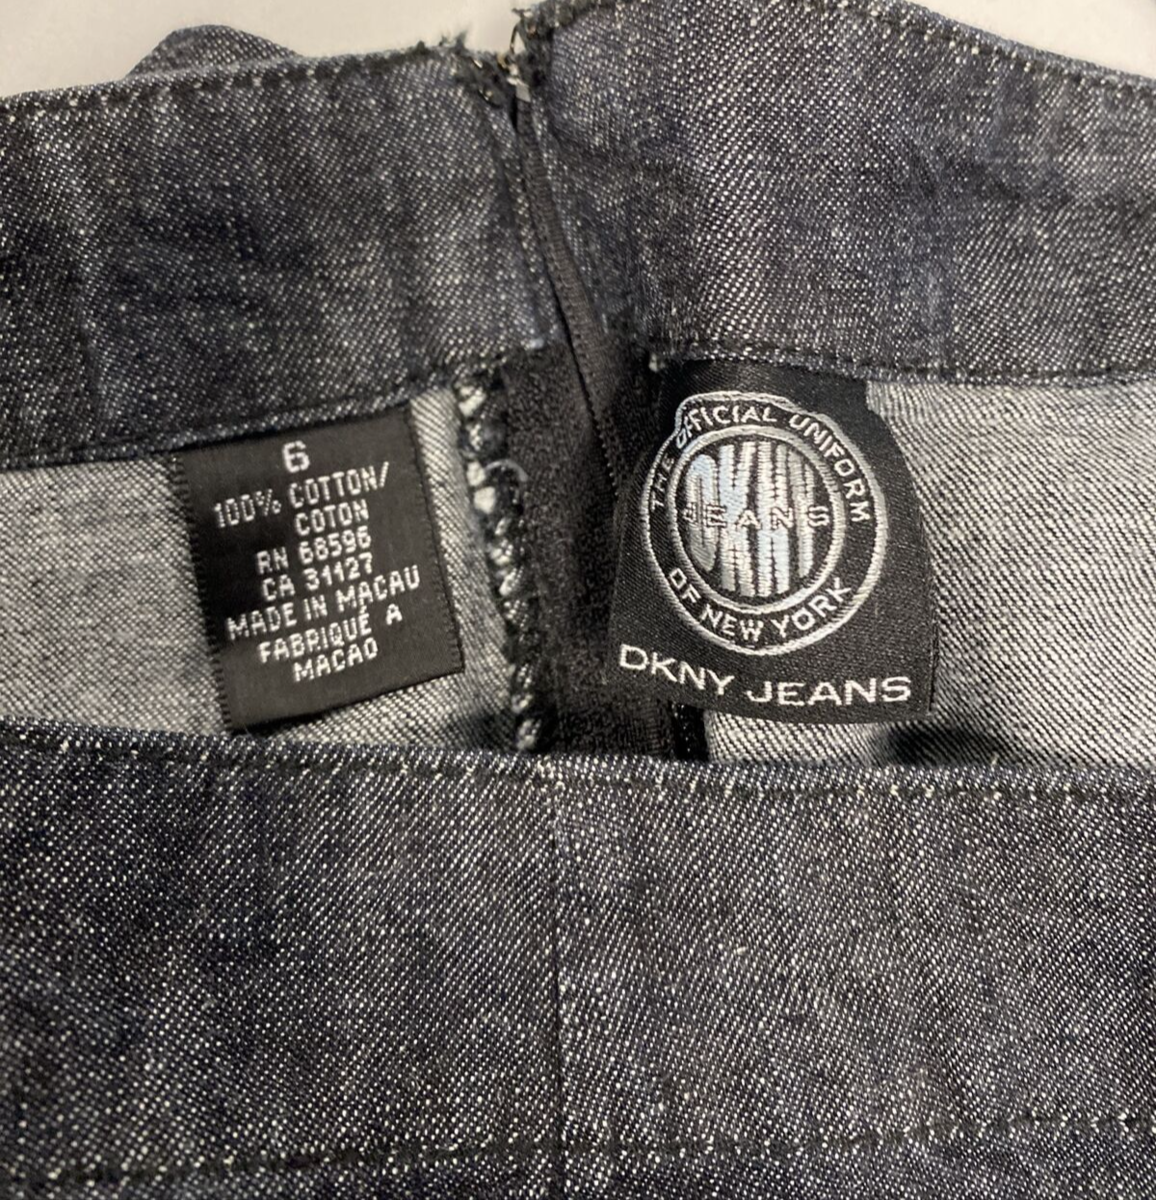 6
100% COTTON/
COTON
RN 68596
CA 31127
MADE IN MACAU
FABRIQUE A
MACAO
THE OFFICIAL UNIFORM
DKNY
JEANS
OF NEW YORK
DKNY JEANS